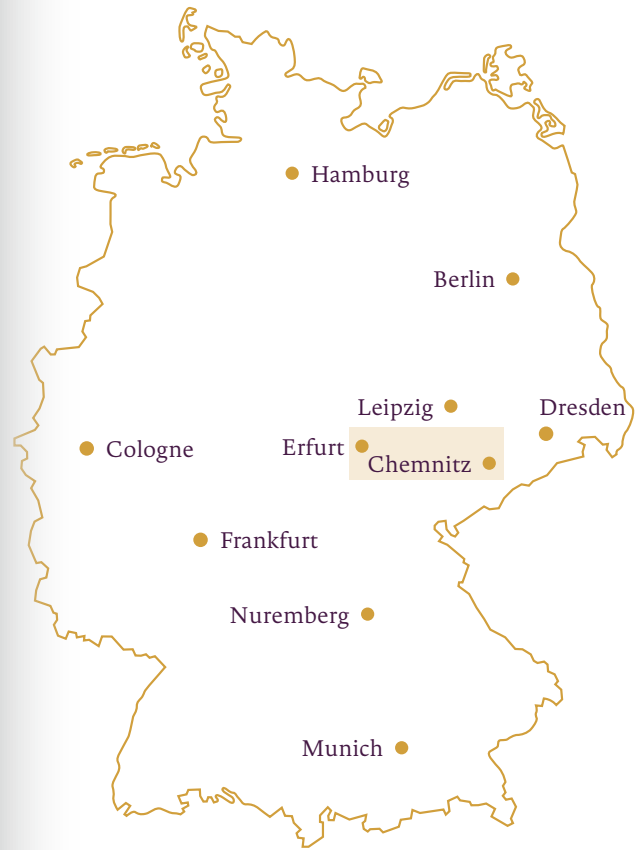 Hamburg
Berlin
Leipzig
Dresden
Erfurt
Chemnitz
Cologne
Frankfurt
Nuremberg
Munich